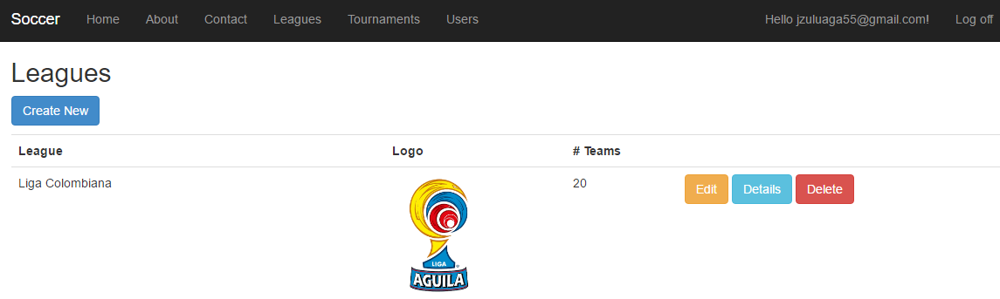 Soccer Home About Contact Leagues Tournaments Users Hello jzuluaga55@gmail.com! Log off
Leagues
Create New
League Logo # Teams
Liga Colombiana 20 Edit Details Delete
LIGA
AGUILA